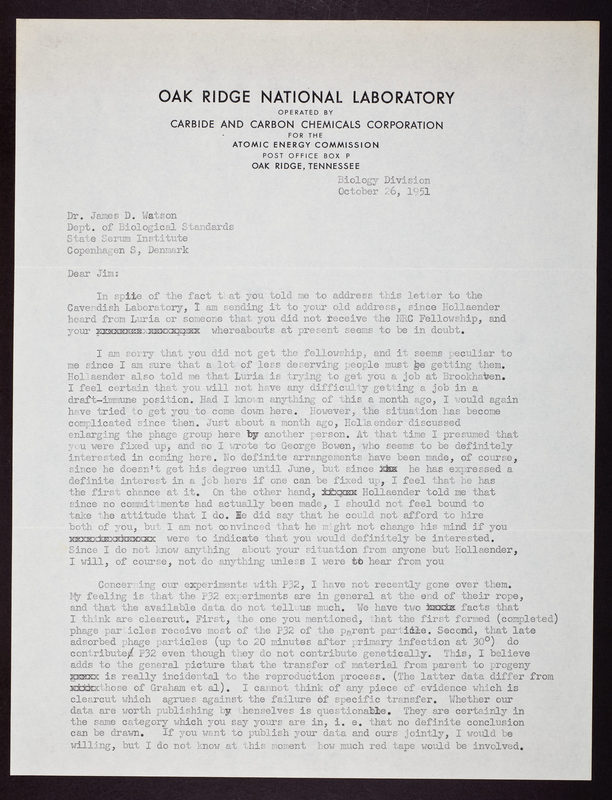 OAK RIDGE NATIONAL LABORATORY
OPERATED BY
CARBIDE AND CARBON CHEMICALS CORPORATION
FOR THE
ATOMIC ENERGY COMMISSION
POST OFFICE BOX P
OAK RIDGE, TENNESSEE
Biology Division
October 26, 1951
Dr. James D. Watson
Dept. of Biological Standards
State Serum Institute
Copenhagen S, Denmark
Dear Jim:
In spite of the fact that you told me to address this letter to the
Cavendish Laboratory, I am sending it to your old address, since Hollaender
heard from Luria or someone that you did not receive the NRC Fellowship, and
your whereabouts at present seems to be in doubt.
I am sorry that you did not get the fellowship, and it seems peculiar to
me since I am sure that a lot of less deserving people must be getting them.
Hollaender also told me that Luria is trying to get you a job at Brookhaven.
I feel certain that you will not have any difficulty getting a job in a
draft-immune position. Had I known anything of this a month ago, I would again
have tried to get you to come down here. However, the situation has become
complicated since then. Just about a month ago, Hollaender discussed
enlarging the phage group here by another person. At that time I presumed that
you were fixed up, and so I wrote to George Bowen, who seems to be definitely
interested in coming here. No definite arrangements have been made, of course,
since he doesn't get his degree until June, but since he has expressed a
definite interest in a job here if one can be fixed up, I feel that he has
the first chance at it. On the other hand, Hollaender told me that
since no committments had actually been made, I should not feel bound to
take the attitude that I do. He did say that he could not afford to hire
both of you, but I am not convinced that he might not change his mind if you
were to indicate that you would definitely be interested.
Since I do not know anything about your situation from anyone but Hollaender,
I will, of course, not do anything unless I were to hear from you
Concerning our experiments with P32, I have not recently gone over them.
My feeling is that the P32 experiments are in general at the end of their rope,
and that the available data do not tell us much. We have two facts that
I think are clearcut. First, the one you mentioned, that the first formed (completed)
phage particles receive most of the P32 of the parent particle. Second, that late
adsorbed phage particles (up to 20 minutes after primary infection at 30°) do
contribute P32 even though they do not contribute genetically. This, I believe
adds to the general picture that the transfer of material from parent to progeny
is really incidental to the reproduction process. (The latter data differ from
those of Graham et al). I cannot think of any piece of evidence which is
clearcut which agrues against the failure of specific transfer. Whether our
data are worth publishing by themselves is questionable. They are certainly in
the same category which you say yours are in, i. e. that no definite conclusion
can be drawn. If you want to publish your data and ours jointly, I would be
willing, but I do not know at this moment how much red tape would be involved.